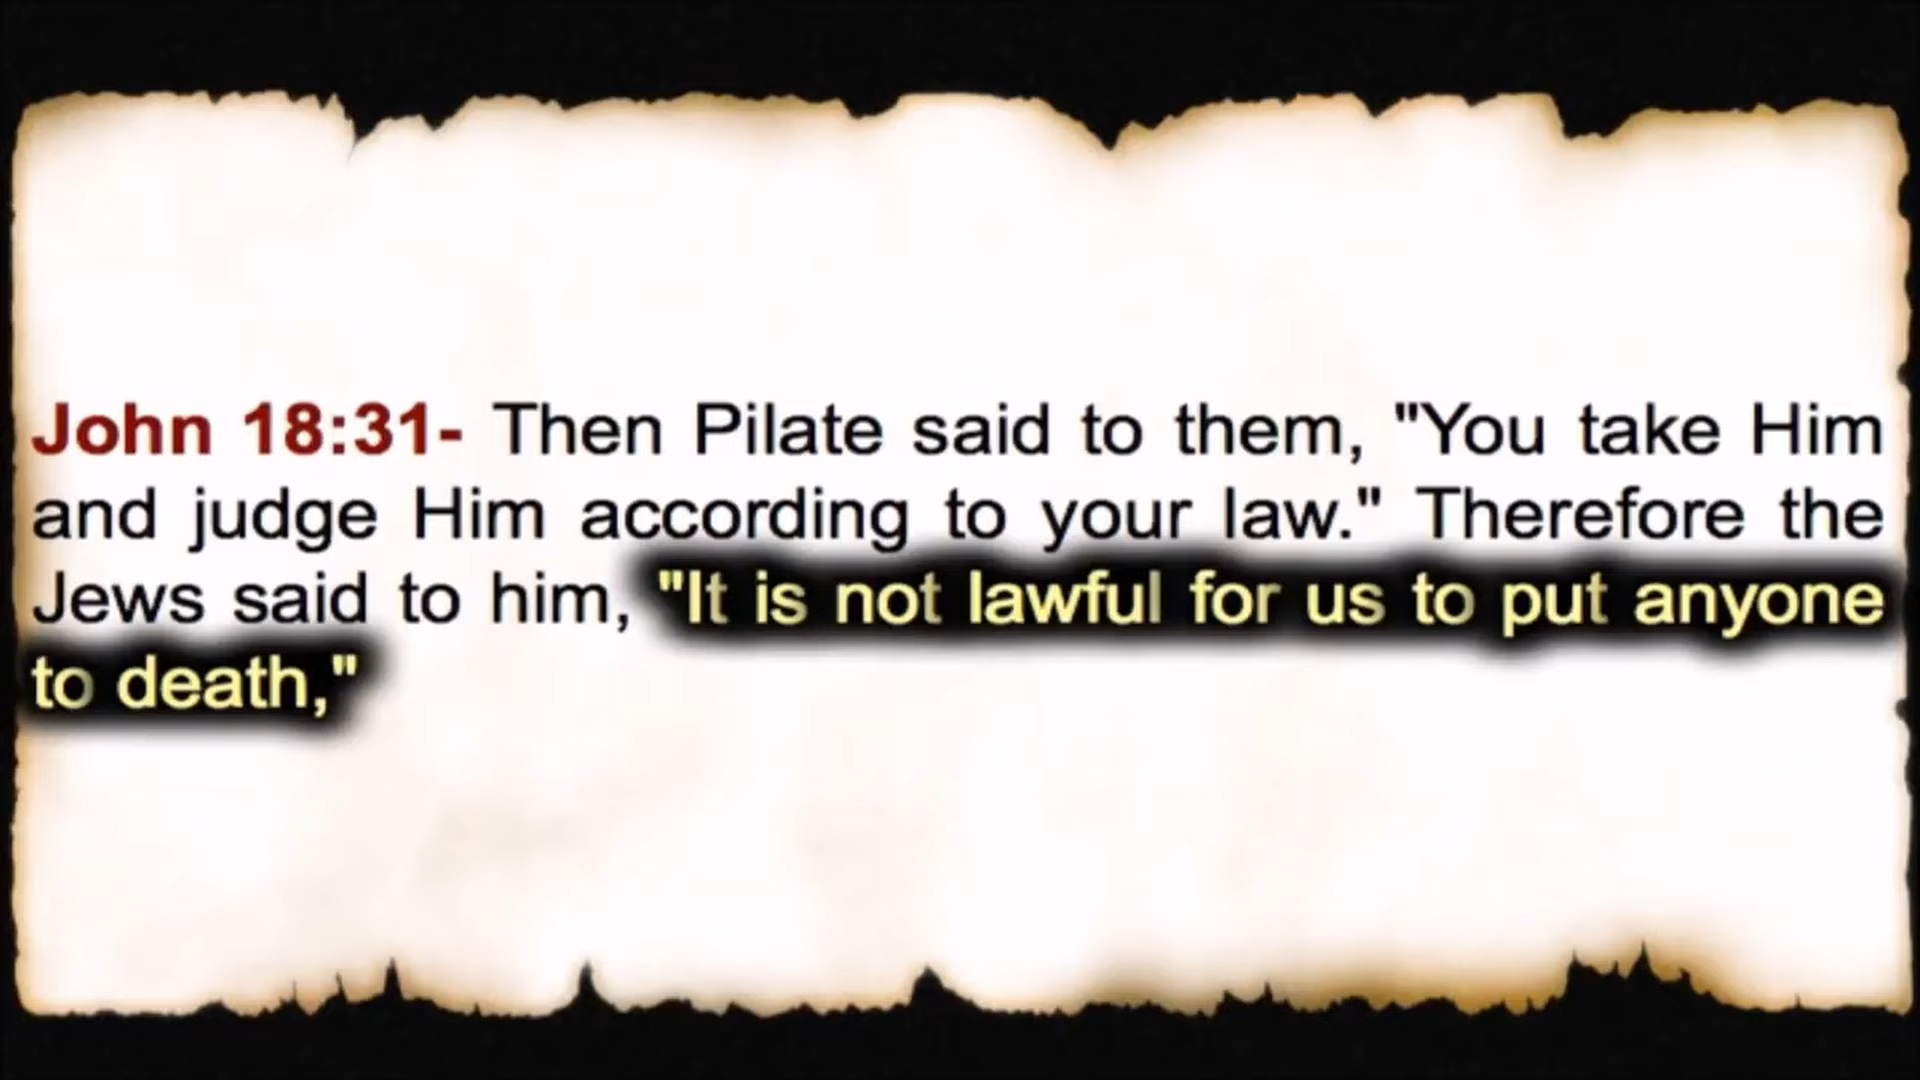 John 18:31- Then Pilate said to them, "You take Him
and judge Him according to your law." Therefore the
Jews said to him, "It is not lawful for us to put anyone
to death,"